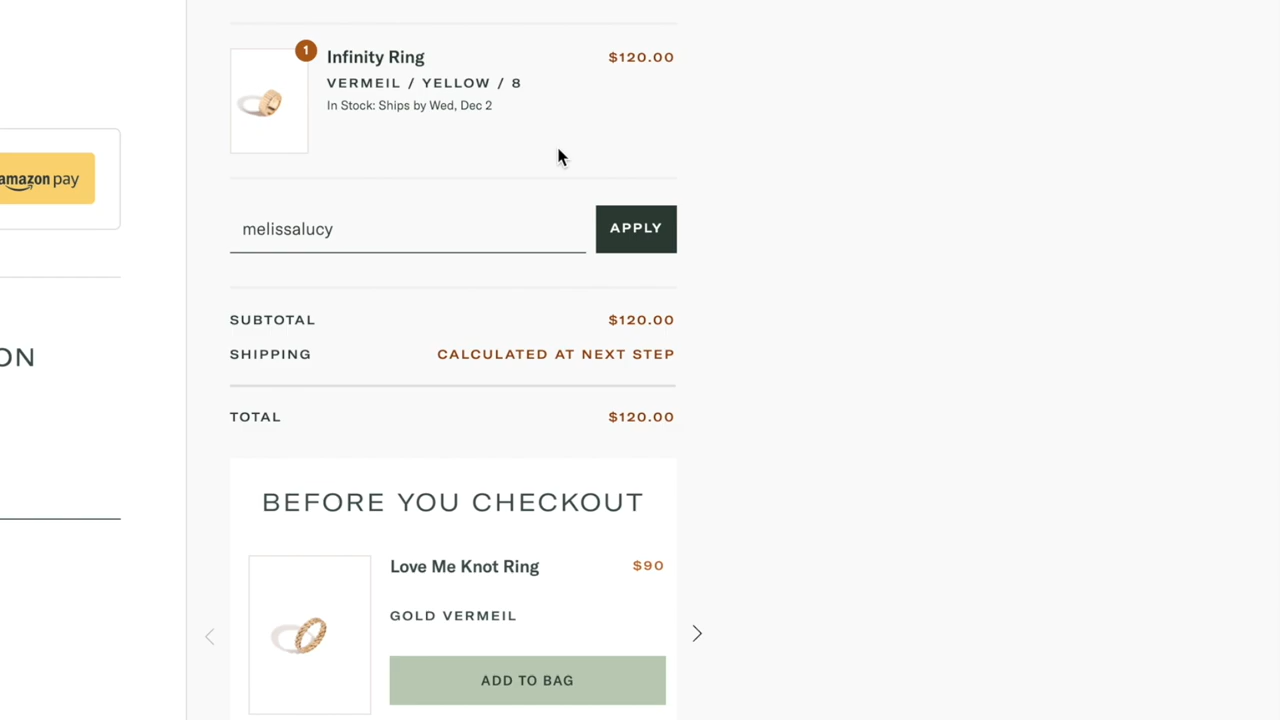 1
Infinity Ring $120.00
VERMEIL / YELLOW / 8
In Stock: Ships by Wed, Dec 2
amazon pay
melissalucy APPLY
SUBTOTAL $120.00
SHIPPING CALCULATED AT NEXT STEP
ON
TOTAL $120.00
BEFORE YOU CHECKOUT
Love Me Knot Ring $90
GOLD VERMEIL
ADD TO BAG